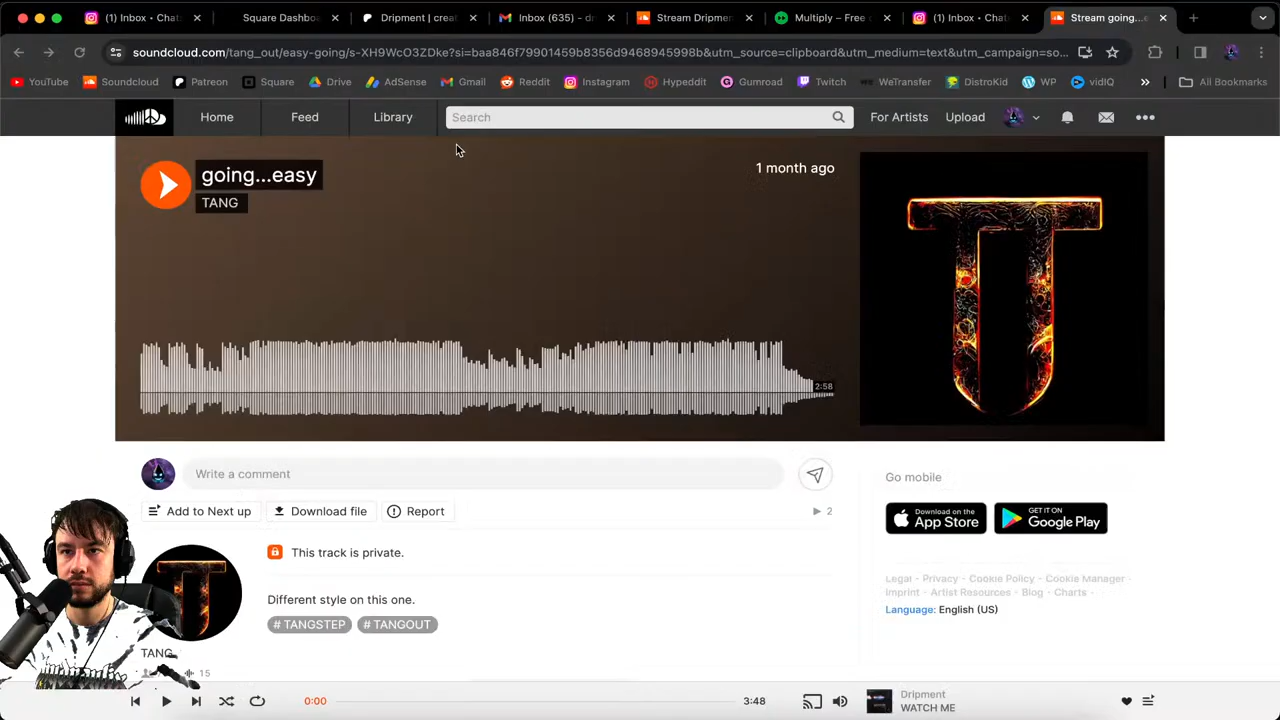 (1) Inbox • Chat:
Square Dashbo
Dripment | creat
Inbox (635) - dr
Stream Dripmen
Multiply – Free d
(1) Inbox • Chat:
Stream going...e
soundcloud.com/tang_out/easy-going/s-XH9WcO3ZDke?si=baa846f79901459b8356d9468945998b&utm_source=clipboard&utm_medium=text&utm_campaign=so...
YouTube
Soundcloud
Patreon
Square
Drive
AdSense
Gmail
Reddit
Instagram
Hypeddit
Gumroad
Twitch
WeTransfer
DistroKid
WP
vidIQ
»
All Bookmarks
Home
Feed
Library
Search
For Artists
Upload
going...easy
TANG
1 month ago
2:58
Write a comment
Add to Next up
Download file
Report
2
This track is private.
Different style on this one.
# TANGSTEP
# TANGOUT
TANG
15
Go mobile
Download on the
App Store
GET IT ON
Google Play
Legal - Privacy - Cookie Policy - Cookie Manager -
Imprint - Artist Resources - Blog - Charts -
Language: English (US)
0:00
3:48
Dripment
WATCH ME